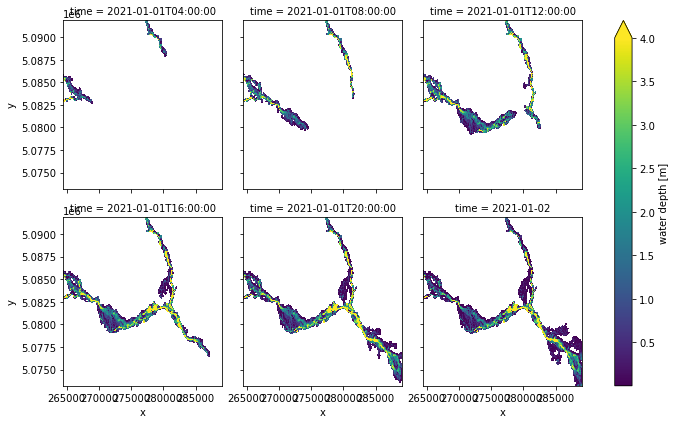 time = 2021-01-01T04:00:00
time = 2021-01-01T08:00:00
time = 2021-01-01T12:00:00
1e6
5.0900
5.0875
5.0850
5.0825
5.0800
5.0775
5.0750
y
time = 2021-01-01T16:00:00
time = 2021-01-01T20:00:00
time = 2021-01-02
1e6
5.0900
5.0875
5.0850
5.0825
5.0800
5.0775
5.0750
y
265000 270000 275000 280000 285000
265000 270000 275000 280000 285000
265000 270000 275000 280000 285000
x
x
x
4.0
3.5
3.0
2.5
2.0
1.5
1.0
0.5
water depth [m]